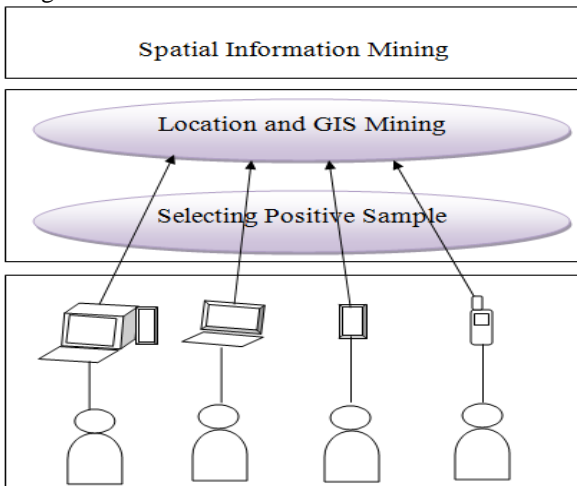 Spatial Information Mining
Location and GIS Mining
Selecting Positive Sample